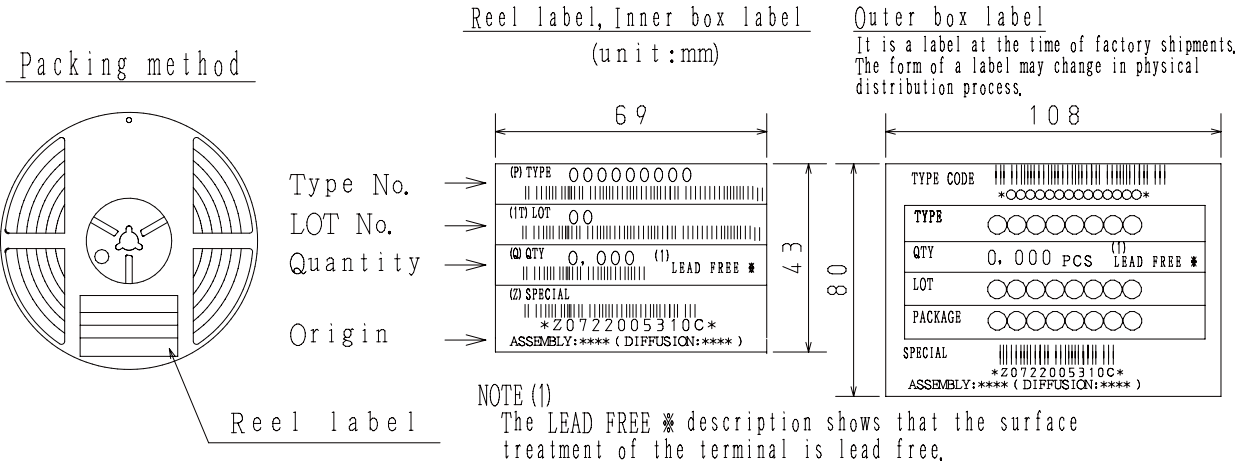 Packing method
Reel label
Reel label, Inner box label
(unit:mm)
69
Type No.
LOT No.
Quantity
Origin
(P) TYPE 000000000
(1T) LOT 00
(Q) QTY 0,000 (1) LEAD FREE ※
(Z) SPECIAL
*Z0722005310C*
ASSEMBLY:**** ( DIFFUSION:**** )
43
NOTE (1)
The LEAD FREE ※ description shows that the surface
treatment of the terminal is lead free.
Outer box label
It is a label at the time of factory shipments.
The form of a label may change in physical
distribution process.
108
80
TYPE CODE
*○○○○○○○○○○○○○*
TYPE ○○○○○○○○
QTY 0,000 PCS (1) LEAD FREE ※
LOT ○○○○○○○○
PACKAGE ○○○○○○○○
SPECIAL
*Z0722005310C*
ASSEMBLY:**** ( DIFFUSION:**** )